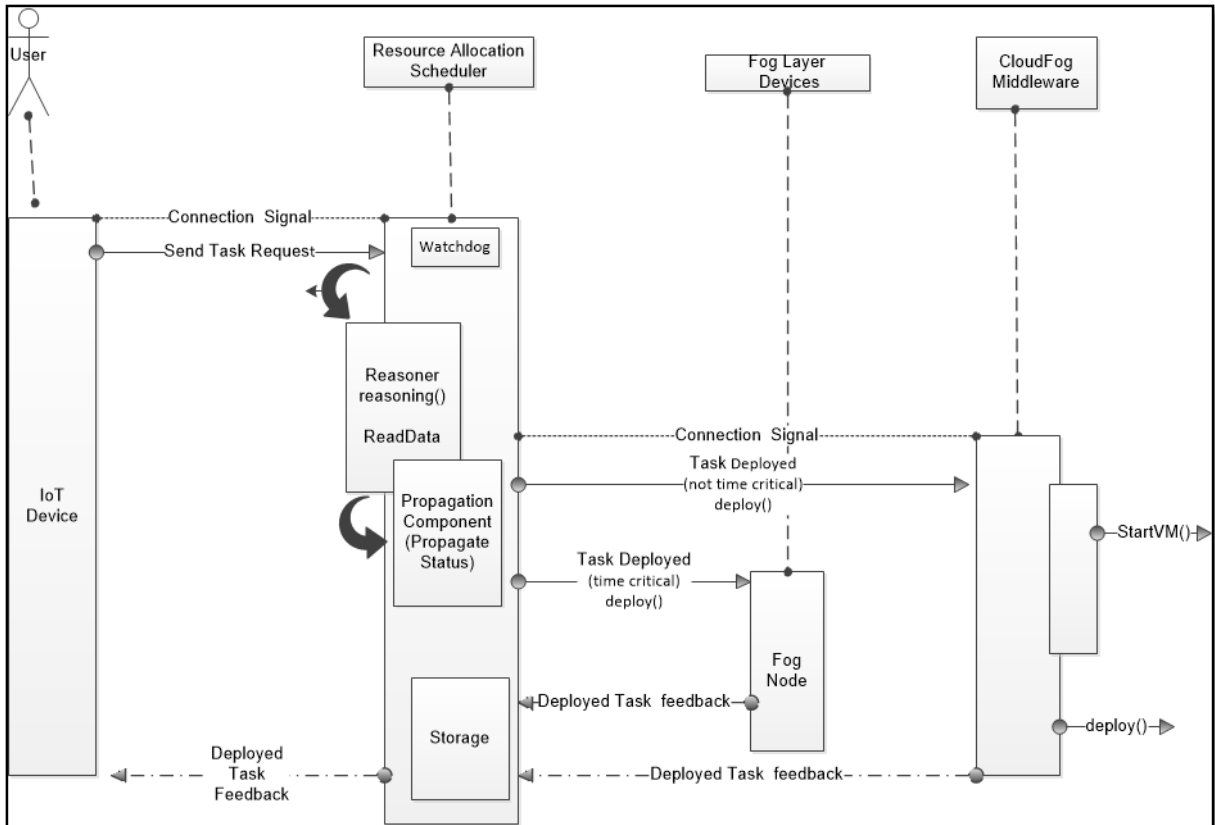 User
Resource Allocation
Scheduler
Fog Layer
Devices
CloudFog
Middleware
Connection Signal
Send Task Request
Watchdog
Reasoner
reasoning()
ReadData
Connection Signal
Task Deployed
(not time critical)
deploy()
IoT
Device
Propagation
Component
(Propagate
Status)
StartVM()
Task Deployed
(time critical)
deploy()
Fog
Node
Deployed Task feedback
Storage
deploy()
Deployed
Task
Feedback
Deployed Task feedback